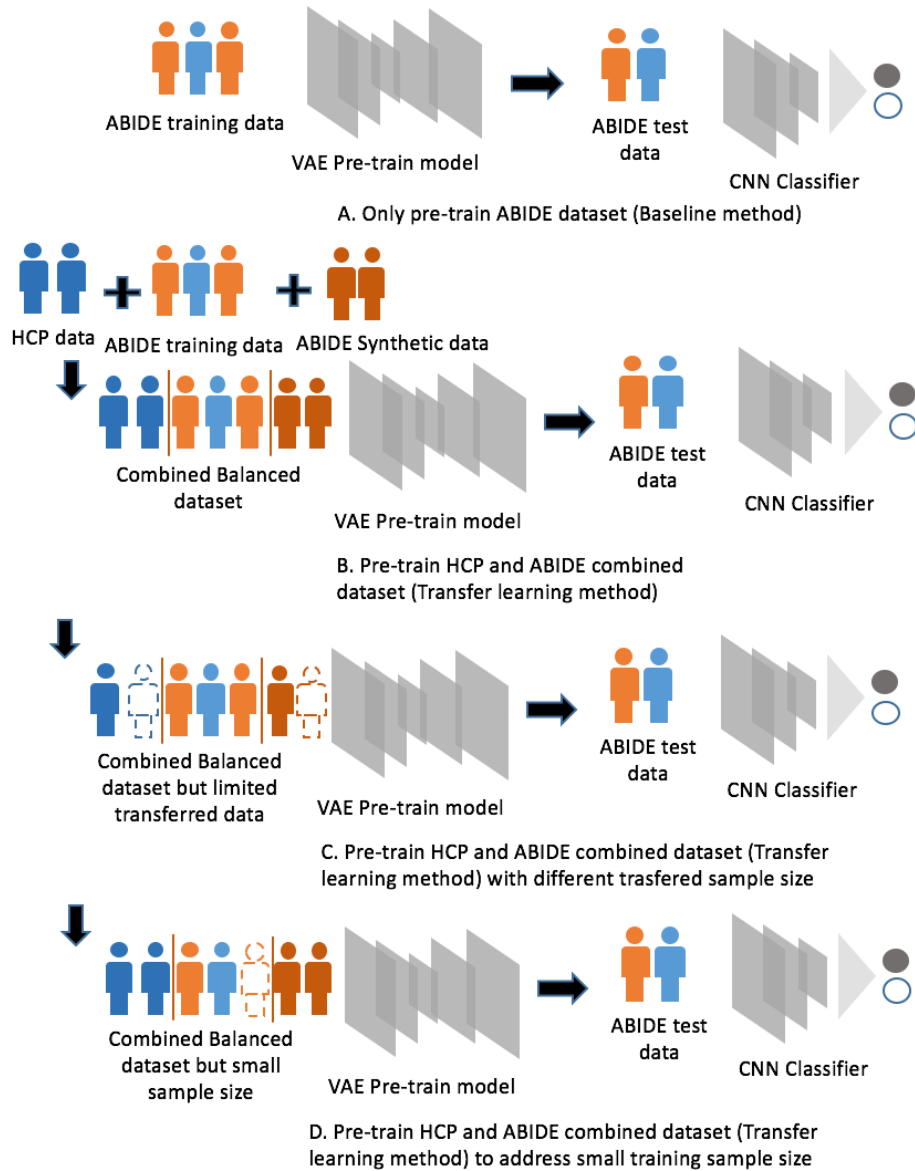 ABIDE training data
VAE Pre-train model
ABIDE test
data
CNN Classifier
A. Only pre-train ABIDE dataset (Baseline method)
HCP data
ABIDE training data
ABIDE Synthetic data
Combined Balanced
dataset
VAE Pre-train model
ABIDE test
data
CNN Classifier
B. Pre-train HCP and ABIDE combined
dataset (Transfer learning method)
Combined Balanced
dataset but limited
transferred data
VAE Pre-train model
ABIDE test
data
CNN Classifier
C. Pre-train HCP and ABIDE combined dataset (Transfer
learning method) with different trasfered sample size
Combined Balanced
dataset but small
sample size
VAE Pre-train model
ABIDE test
data
CNN Classifier
D. Pre-train HCP and ABIDE combined dataset (Transfer
learning method) to address small training sample size